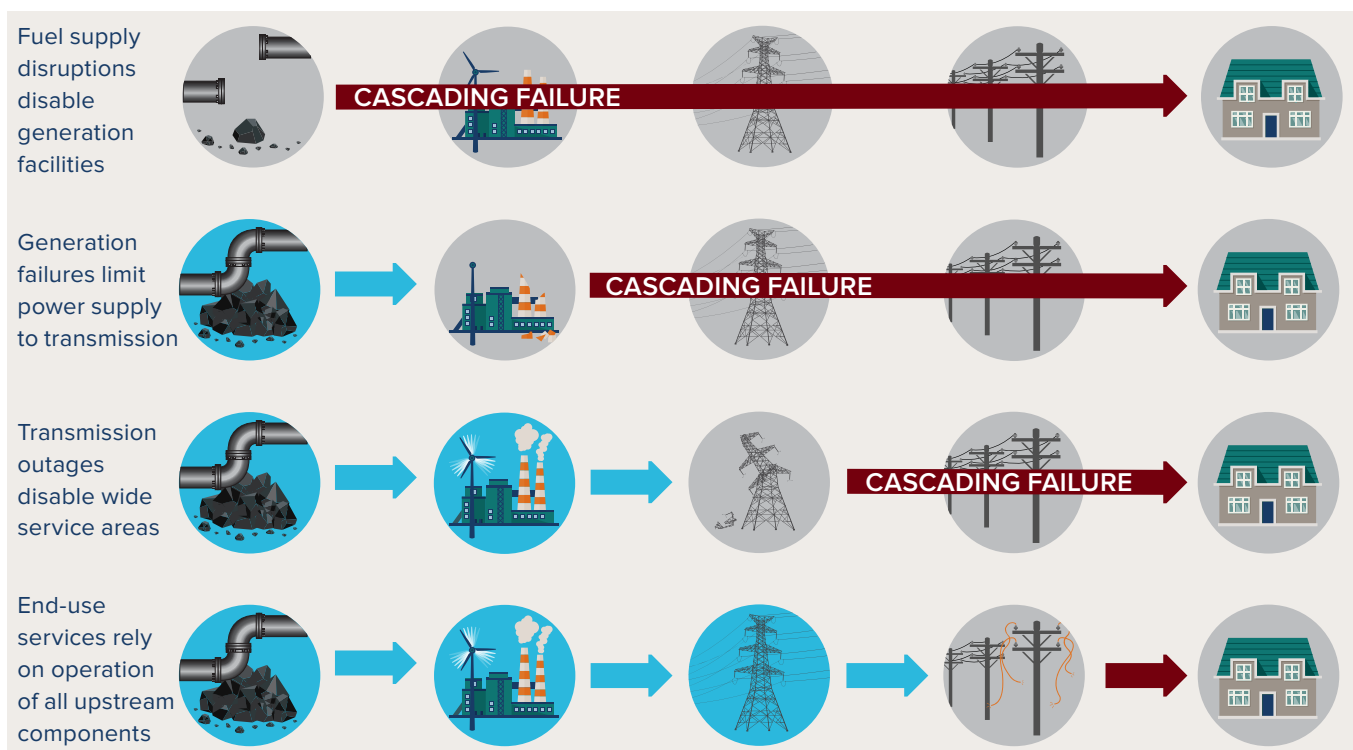 Fuel supply
disruptions
disable
generation
facilities
CASCADING FAILURE
Generation
failures limit
power supply
to transmission
CASCADING FAILURE
Transmission
outages
disable wide
service areas
CASCADING FAILURE
End-use
services rely
on operation
of all upstream
components